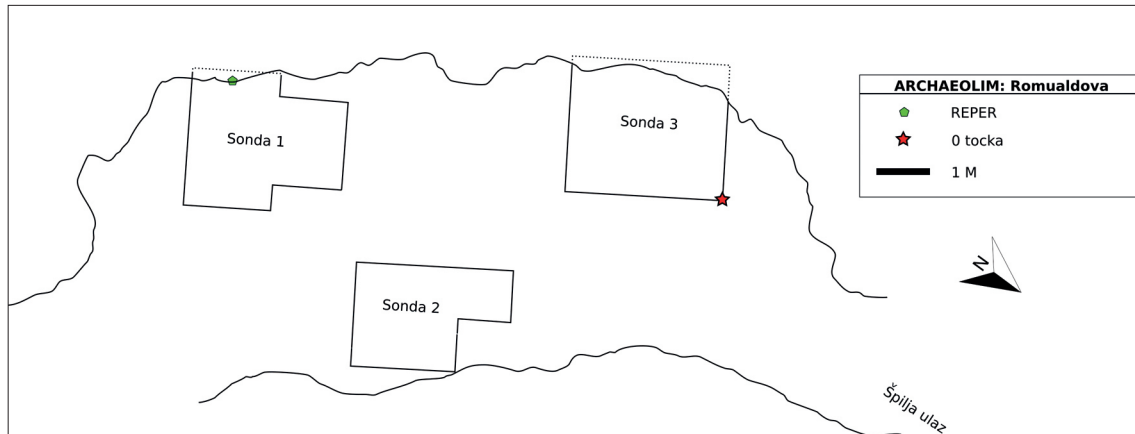 Sonda 1
Sonda 3
Sonda 2
ARCHAEOLIM: Romualdova
REPER
0 tocka
1 M
N
Špilja ulaz